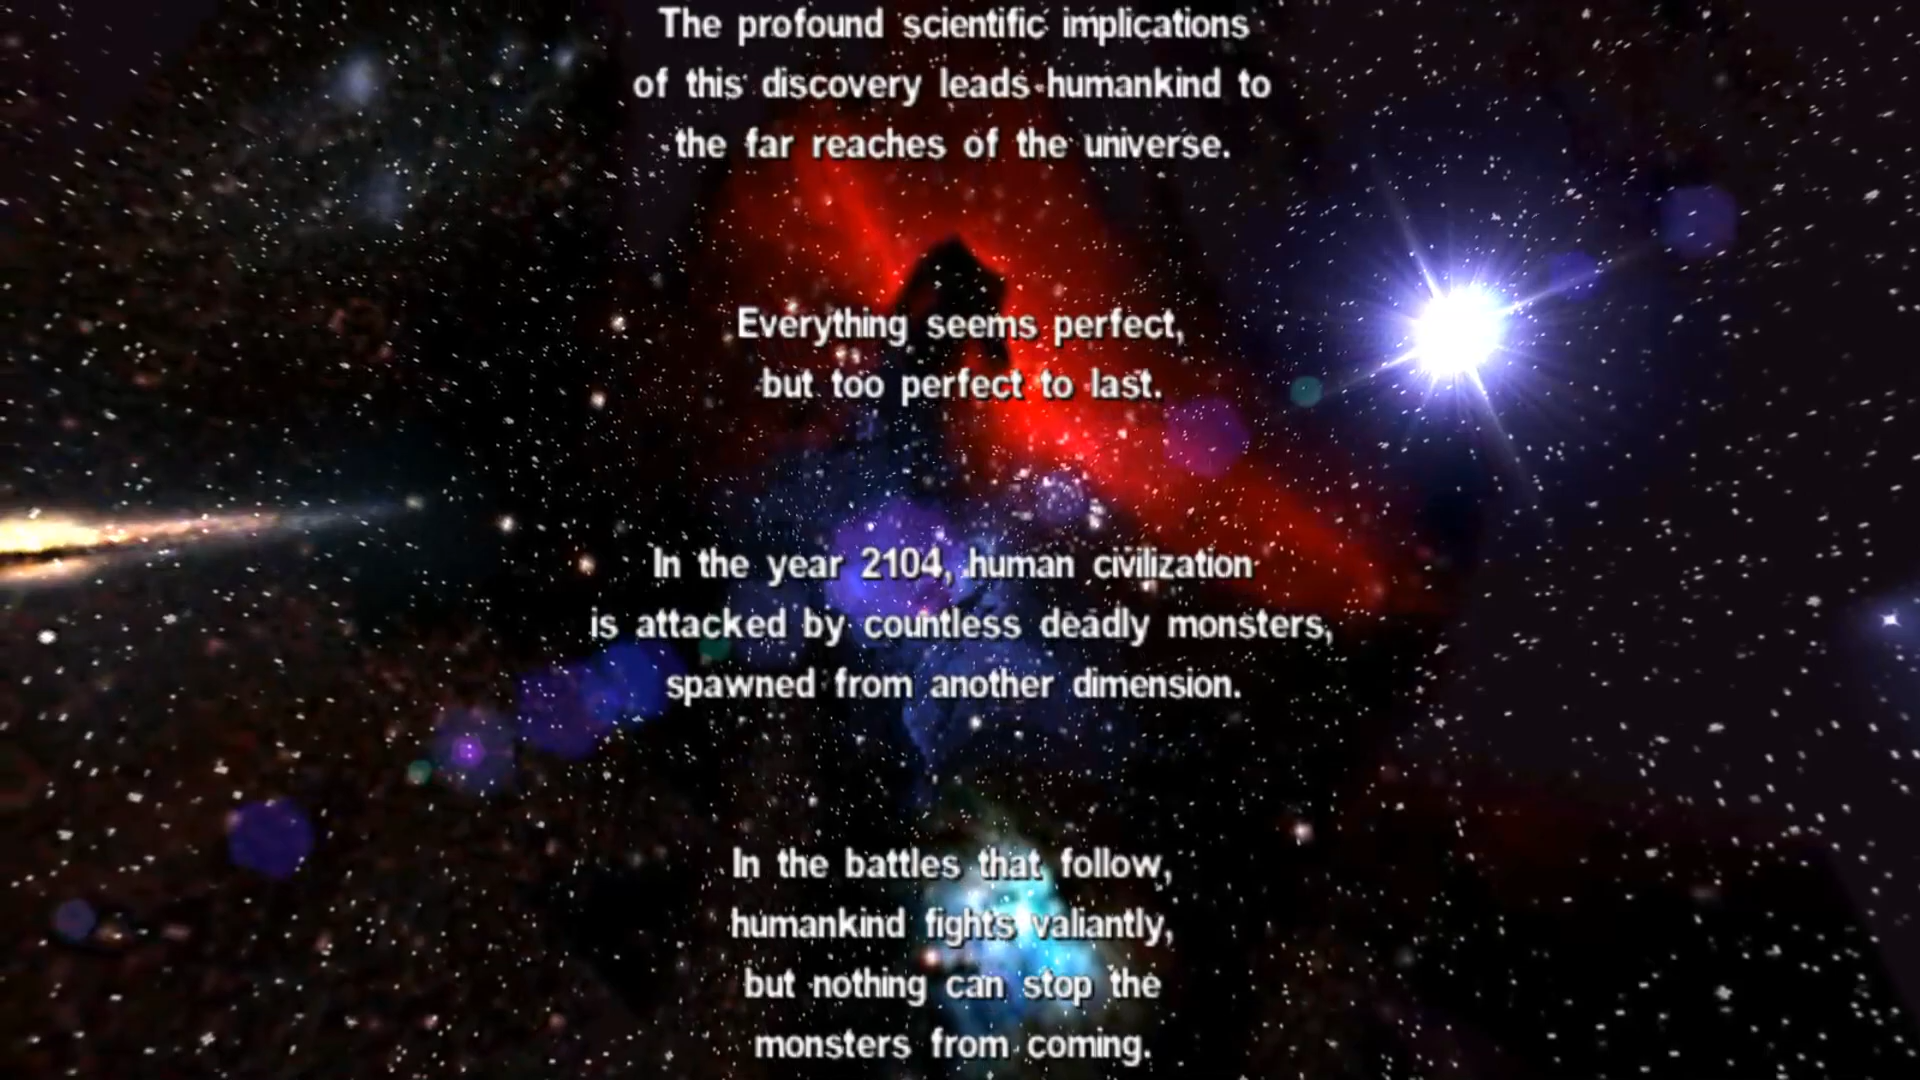 The profound scientific implications
of this discovery leads humankind to
the far reaches of the universe.
Everything seems perfect,
but too perfect to last.
In the year 2104, human civilization
is attacked by countless deadly monsters,
spawned from another dimension.
In the battles that follow,
humankind fights valiantly,
but nothing can stop the
monsters from coming.